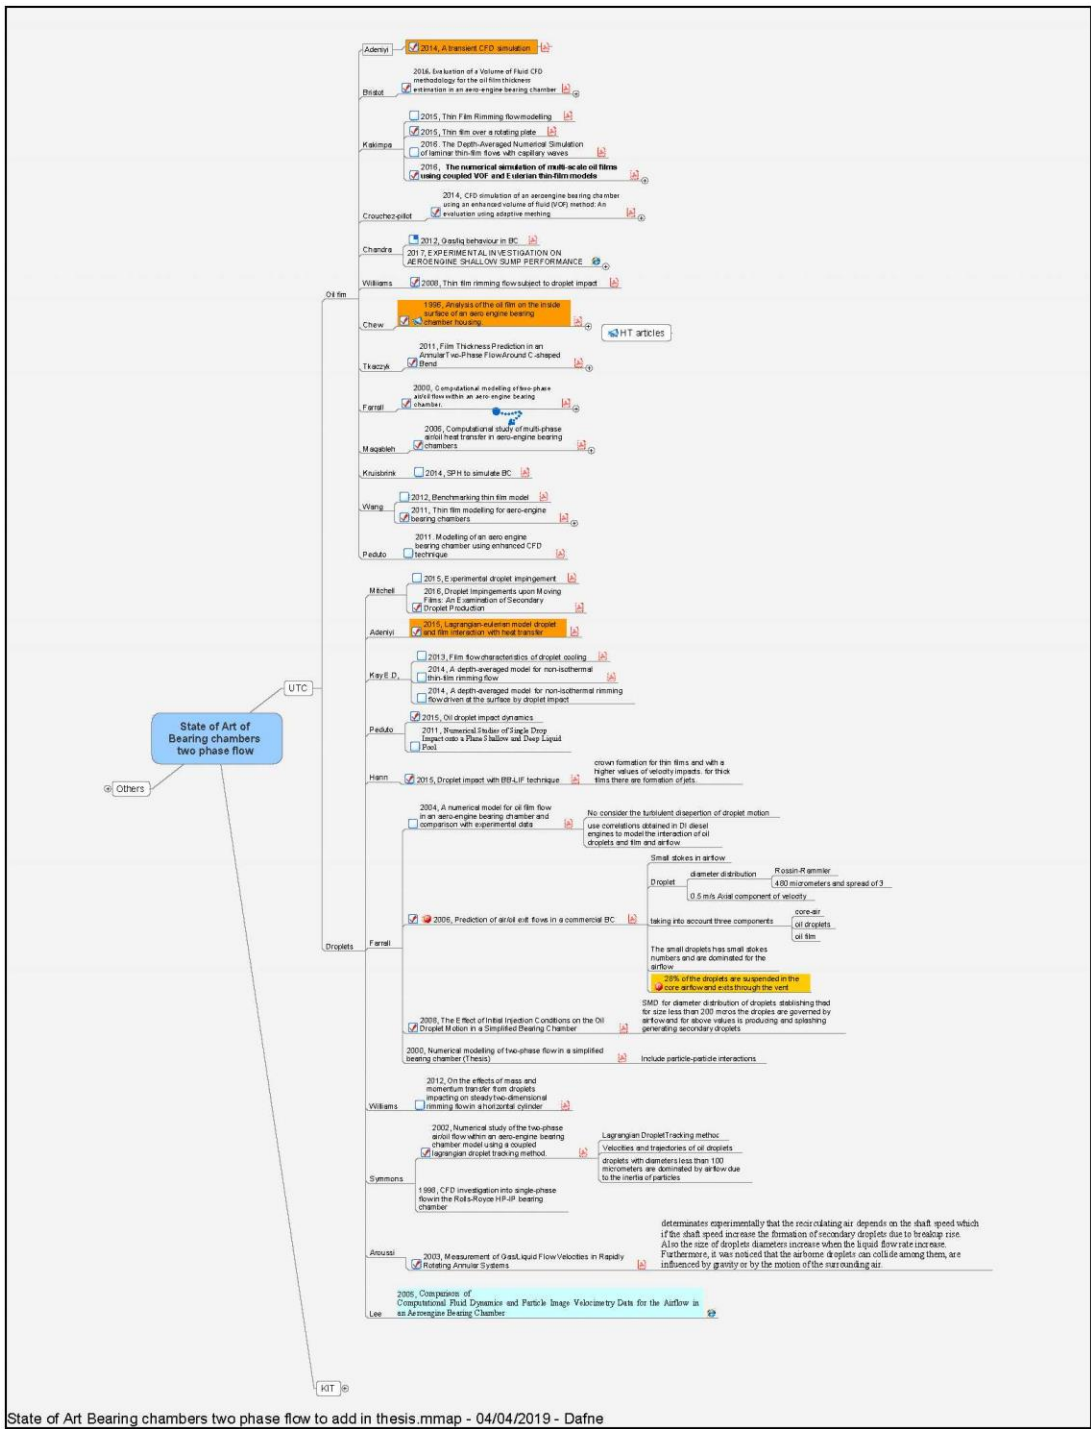 Adeniyi
2014, A transient CFD simulation
2016. Evaluation of a Volume of Fluid CFD
methodology for the oil film thickness
estimation in an aero-engine bearing chamber
Bristot
2015, Thin Film Rimming flow modelling
2015, Thin film over a rotating plate
Kakimpa
2016. The Depth-Averaged Numerical Simulation
of laminar thin-film flows with capillary waves
2016, The numerical simulation of multi-scale oil films
using coupled VOF and Eulerian thin-film models
2014, CFD simulation of an aeroengine bearing chamber
using an enhanced volume of fluid (VOF) method: An
evaluation using adaptive meshing
Crouchez-pilot
2012, Gas/liq behaviour in BC
Chandra
2017, EXPERIMENTAL INVESTIGATION ON
AEROENGINE SHALLOW SUMP PERFORMANCE
Williams
2008, Thin film rimming flow subject to droplet impact
Oil film
1996, Analysis of the oil film on the inside
surface of an aero engine bearing
chamber housing.
Chew
HT articles
2011, Film Thickness Prediction in an
Annular Two-Phase Flow Around C-shaped
Bend
Tkaczyk
2000, Computational modelling of two-phase
air/oil flow within an aero-engine bearing
chamber.
Farrall
2006, Computational study of multi-phase
air/oil heat transfer in aero-engine bearing
chambers
Maqableh
Kruisbrink
2014, SPH to simulate BC
2012, Benchmarking thin film model
Wang
2011, Thin film modelling for aero-engine
bearing chambers
2011. Modelling of an aero engine
bearing chamber using enhanced CFD
technique
Peduto
2015, Experimental droplet impingement
Mitchell
2016, Droplet Impingements upon Moving
Films: An Examination of Secondary
Droplet Production
Adeniyi
2015, Lagrangian-eulerian model droplet
and film interaction with heat transfer
2013, Film flow characteristics of droplet cooling
Kay E.D.
2014, A depth-averaged model for non-isothermal
thin-film rimming flow
2014, A depth-averaged model for non-isothermal rimming
flow driven at the surface by droplet impact
UTC
2015, Oil droplet impact dynamics
Peduto
2011, Numerical Studies of Single Drop
Impact onto a Plane Shallow and Deep Liquid
Pool
State of Art of
Bearing chambers
two phase flow
Others
Hann
2015, Droplet impact with BB-LIF technique
crown formation for thin films and with a
higher values of velocity impacts. for thick
films there are formation of jets.
2004, A numerical model for oil film flow
in an aero-engine bearing chamber and
comparison with experimental data
No consider the turblulent disepertion of droplet motion
use correlations obtained in DI diesel
engines to model the interaction of oil
droplets and film and airflow
Small stokes in airflow
Droplet
diameter distribution
Rossin-Rammler
480 micrometers and spread of 3
0.5 m/s Axial component of velocity
2006, Prediction of air/oil exit flows in a commercial BC
taking into account three components
core-air
oil droplets
oil film
Droplets
Farrall
The small droplets has small stokes
numbers and are dominated for the
airflow
28% of the droplets are suspended in the
core airflow and exits through the vent
2008, The Effect of Initial Injection Conditions on the Oil
Droplet Motion in a Simplified Bearing Chamber
SMD for diameter distribution of droplets stablishing thad
for size less than 200 micros the droples are governed by
airflow and for above values is producing and splashing
generating secondary droplets
2000, Numerical modelling of two-phase flow in a simplified
bearing chamber (Thesis)
Include particle-particle interactions
2012, On the effects of mass and
momentum transfer from droplets
impacting on steady two-dimensional
rimming flow in a horizontal cylinder
Williams
2002, Numerical study of the two-phase
air/oil flow within an aero-engine bearing
chamber model using a coupled
lagrangian droplet tracking method.
Lagrangian Droplet Tracking method
Velocities and trajectories of oil droplets
droplets with diameters less than 100
micrometers are dominated by airflow due
to the inertia of particles
Symmons
1998, CFD investigation into single-phase
flow in the Rolls-Royce HP-IP bearing
chamber
Aroussi
2003, Measurement of Gas/Liquid Flow Velocities in Rapidly
Rotating Annular Systems
determinates experimentally that the recirculating air depends on the shaft speed which
if the shaft speed increase the formation of secondary droplets due to breakup rise.
Also the size of droplets diameters increase when the liquid flow rate increase.
Furthermore, it was noticed that the airborne droplets can collide among them, are
influenced by gravity or by the motion of the surrounding air.
2005, Comparison of
Computational Fluid Dynamics and Particle Image Velocimetry Data for the Airflow in
an Aeroengine Bearing Chamber
Lee
KIT
State of Art Bearing chambers two phase flow to add in thesis.mmap - 04/04/2019 - Dafne